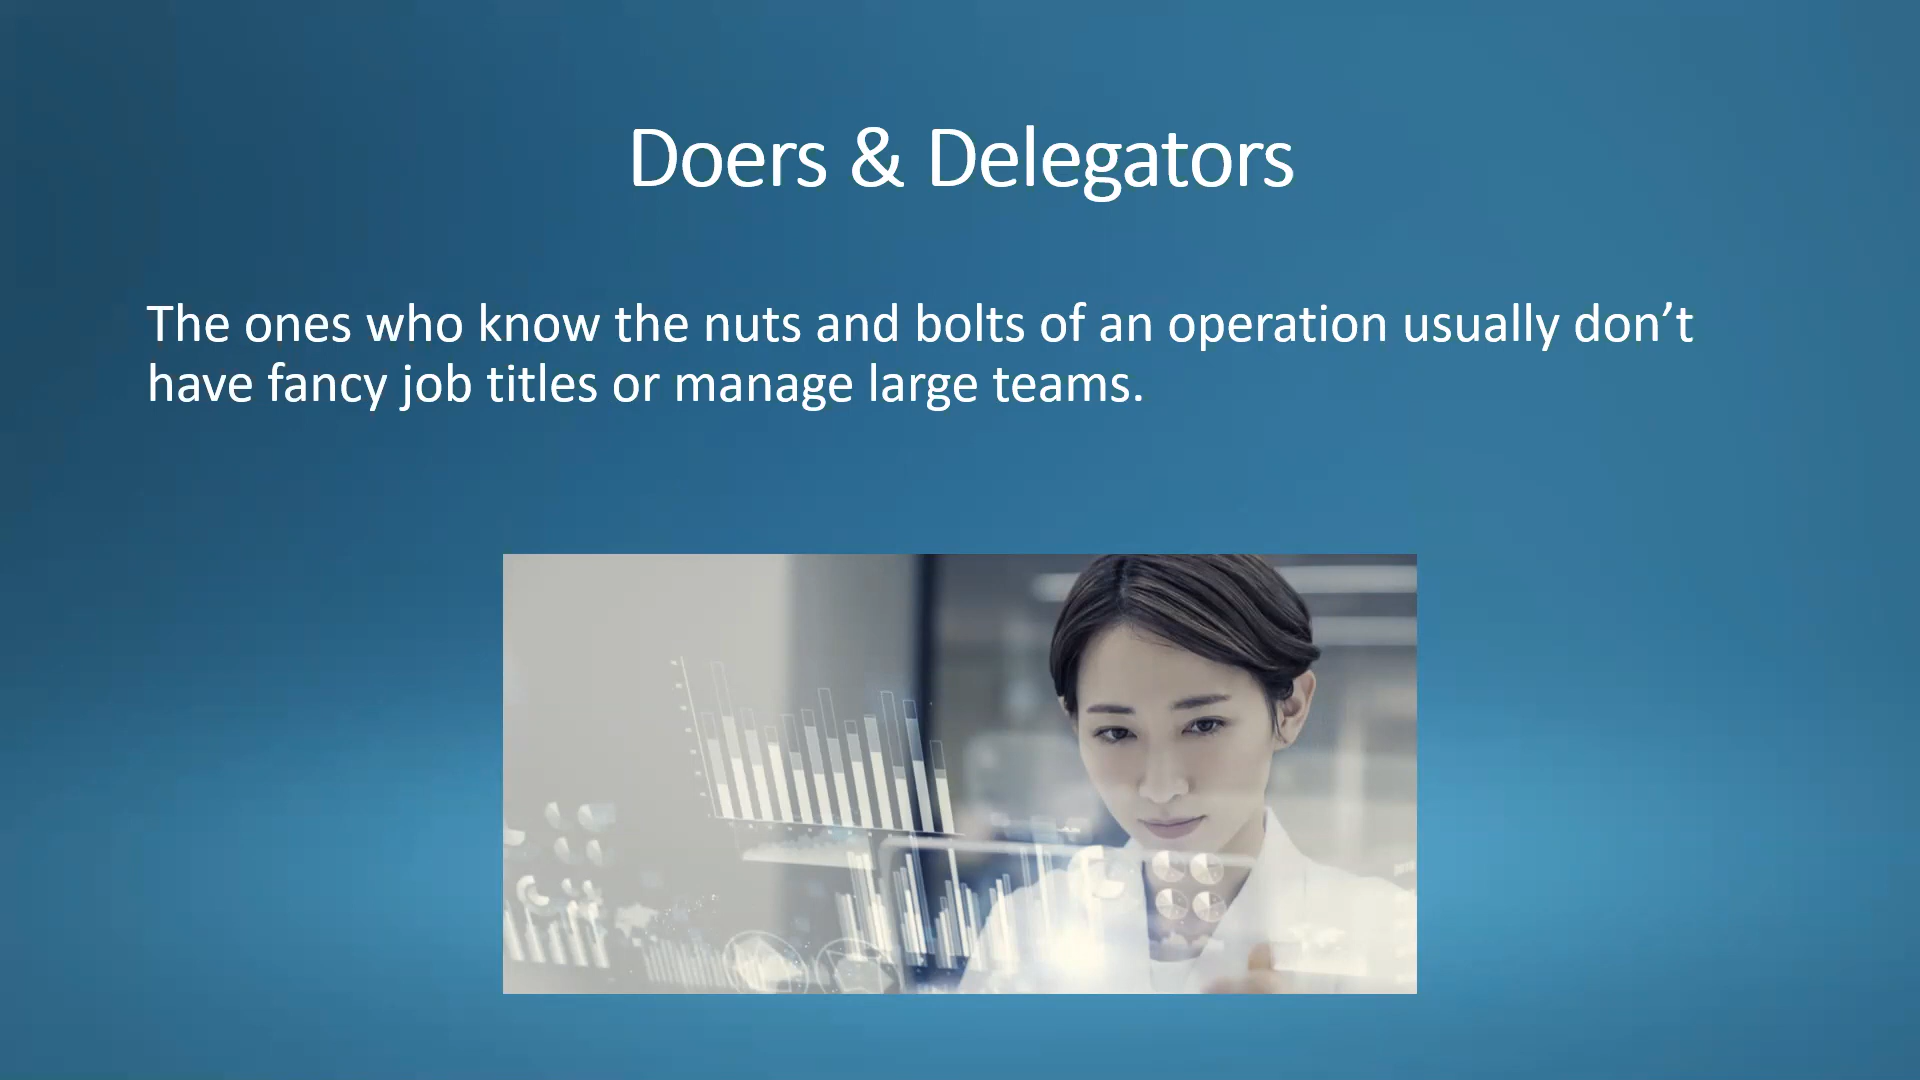 Doers & Delegators
The ones who know the nuts and bolts of an operation usually don’t
have fancy job titles or manage large teams.